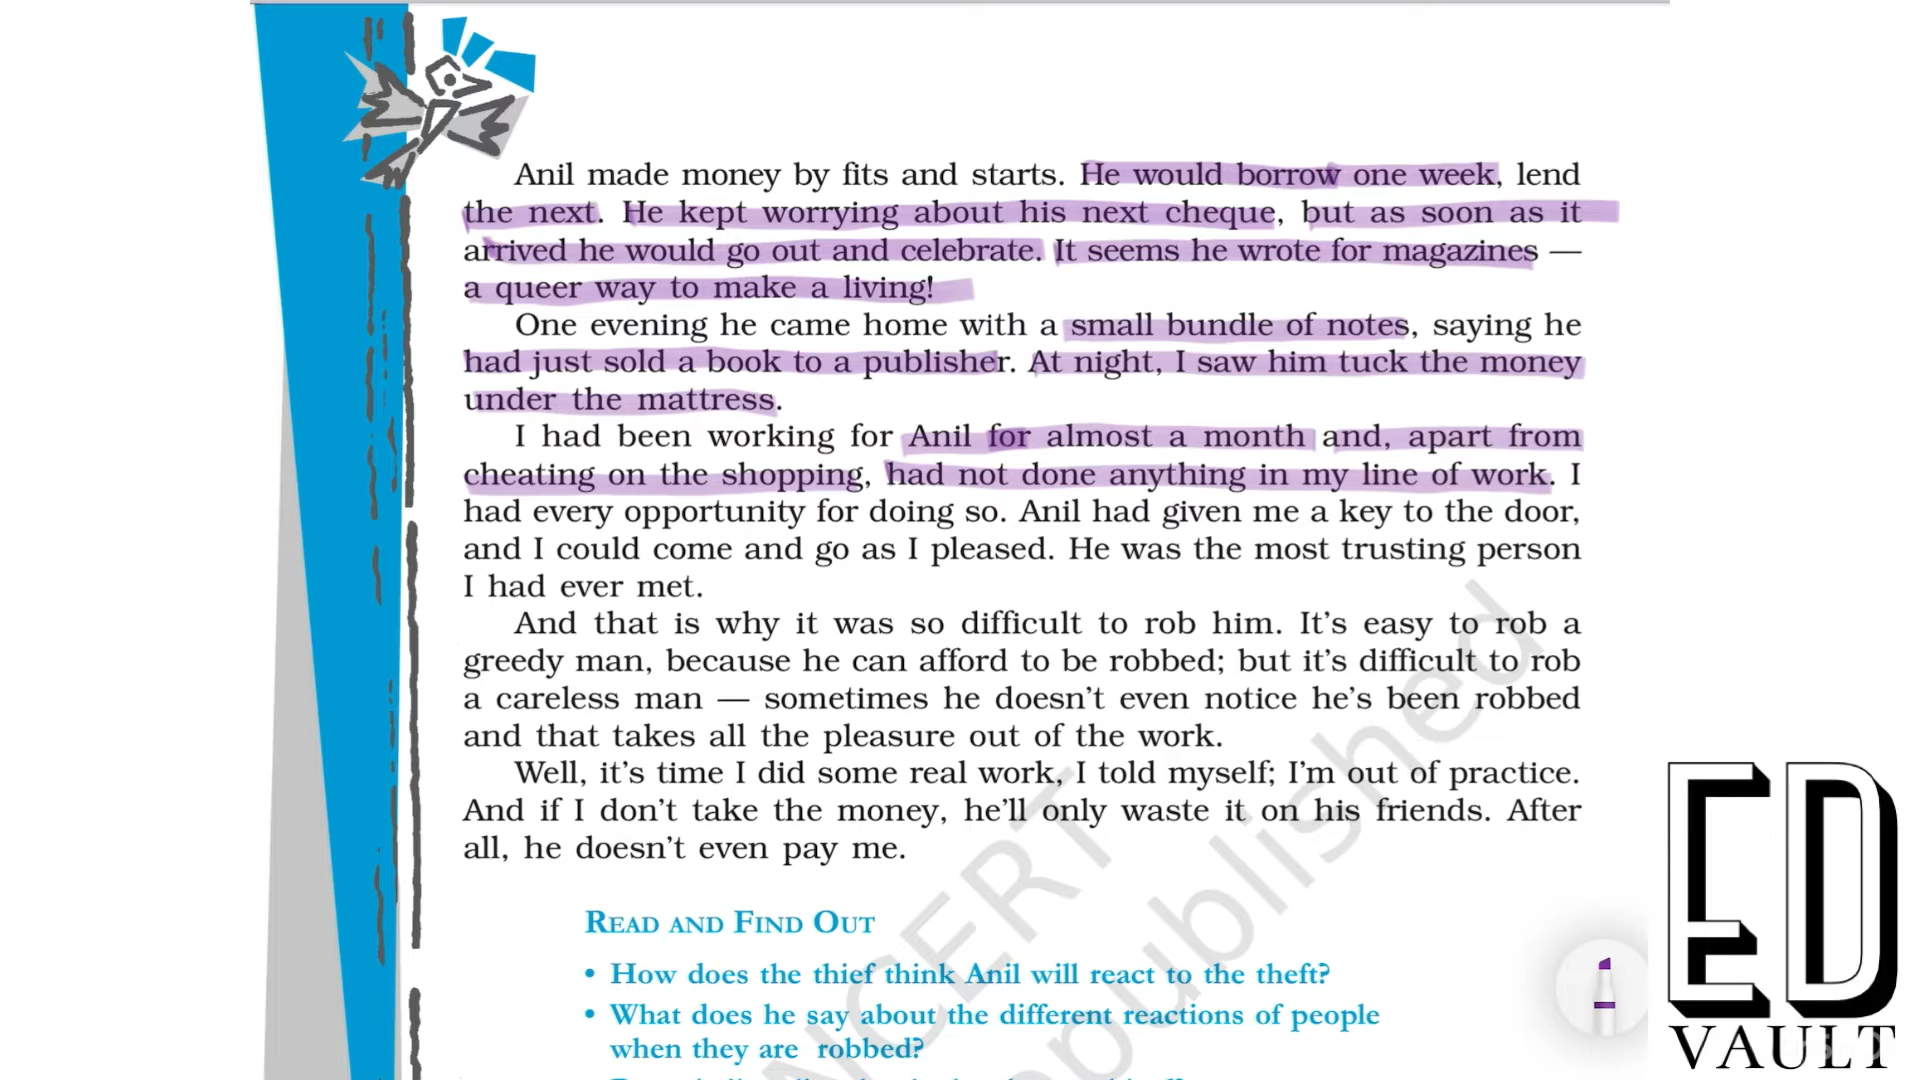 Anil made money by fits and starts. He would borrow one week, lend
the next. He kept worrying about his next cheque, but as soon as it
arrived he would go out and celebrate. It seems he wrote for magazines —
a queer way to make a living!
One evening he came home with a small bundle of notes, saying he
had just sold a book to a publisher. At night, I saw him tuck the money
under the mattress.
I had been working for Anil for almost a month and, apart from
cheating on the shopping, had not done anything in my line of work. I
had every opportunity for doing so. Anil had given me a key to the door,
and I could come and go as I pleased. He was the most trusting person
I had ever met.
And that is why it was so difficult to rob him. It's easy to rob a
greedy man, because he can afford to be robbed; but it's difficult to rob
a careless man — sometimes he doesn't even notice he's been robbed
and that takes all the pleasure out of the work.
Well, it's time I did some real work, I told myself; I'm out of practice.
And if I don't take the money, he'll only waste it on his friends. After
all, he doesn't even pay me.
READ AND FIND OUT
• How does the thief think Anil will react to the theft?
• What does he say about the different reactions of people
when they are robbed?
NCERT
published
ED
VAULT